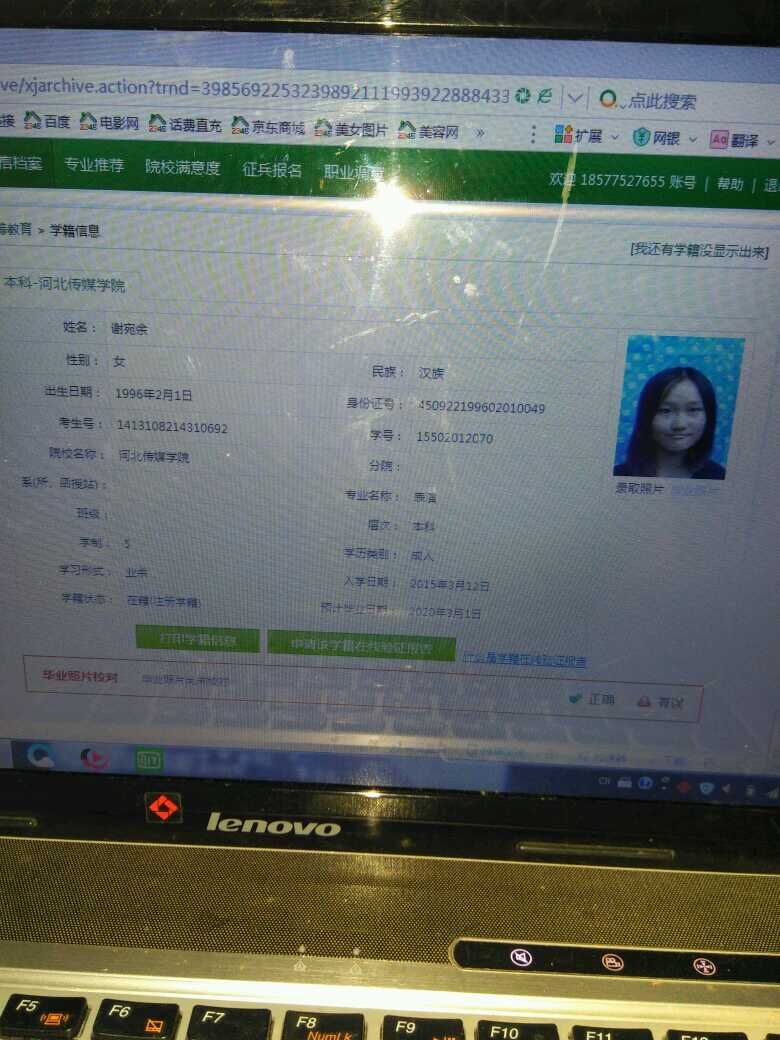 ve/xjarchive.action?trnd=39856922532398921119939222888433 点此搜索
接 百度 电影网 话费直充 京东商城 美女图片 美容网 » 扩展 网银 翻译
信档案 专业推荐 院校满意度 征兵报名 职业调查 欢迎 18577527655 账号 | 帮助 | 退
等教育 > 学籍信息 [我还有学籍没显示出来]
本科-河北传媒学院
姓名： 谢宛余
性别： 女 民族： 汉族
出生日期： 1996年2月1日 身份证号： 450922199602010049
考生号： 1413108214310692 学号： 15502012070
院校名称： 河北传媒学院 分院：
系(所、函授站)： 专业名称： 表演
班级： 层次： 本科
学制： 5 学历类别： 成人
学习形式： 业余 入学日期： 2015年3月12日
学籍状态： 在籍(注册学籍) 预计毕业日期： 2020年3月1日
录取照片
打印学籍信息 申请该学籍在线验证报告 什么是学籍在线验证报告
毕业照片校对 正确 有误
CH
lenovo
F5 F6 F7 F8 F9 F10 F11 F12
NumLk